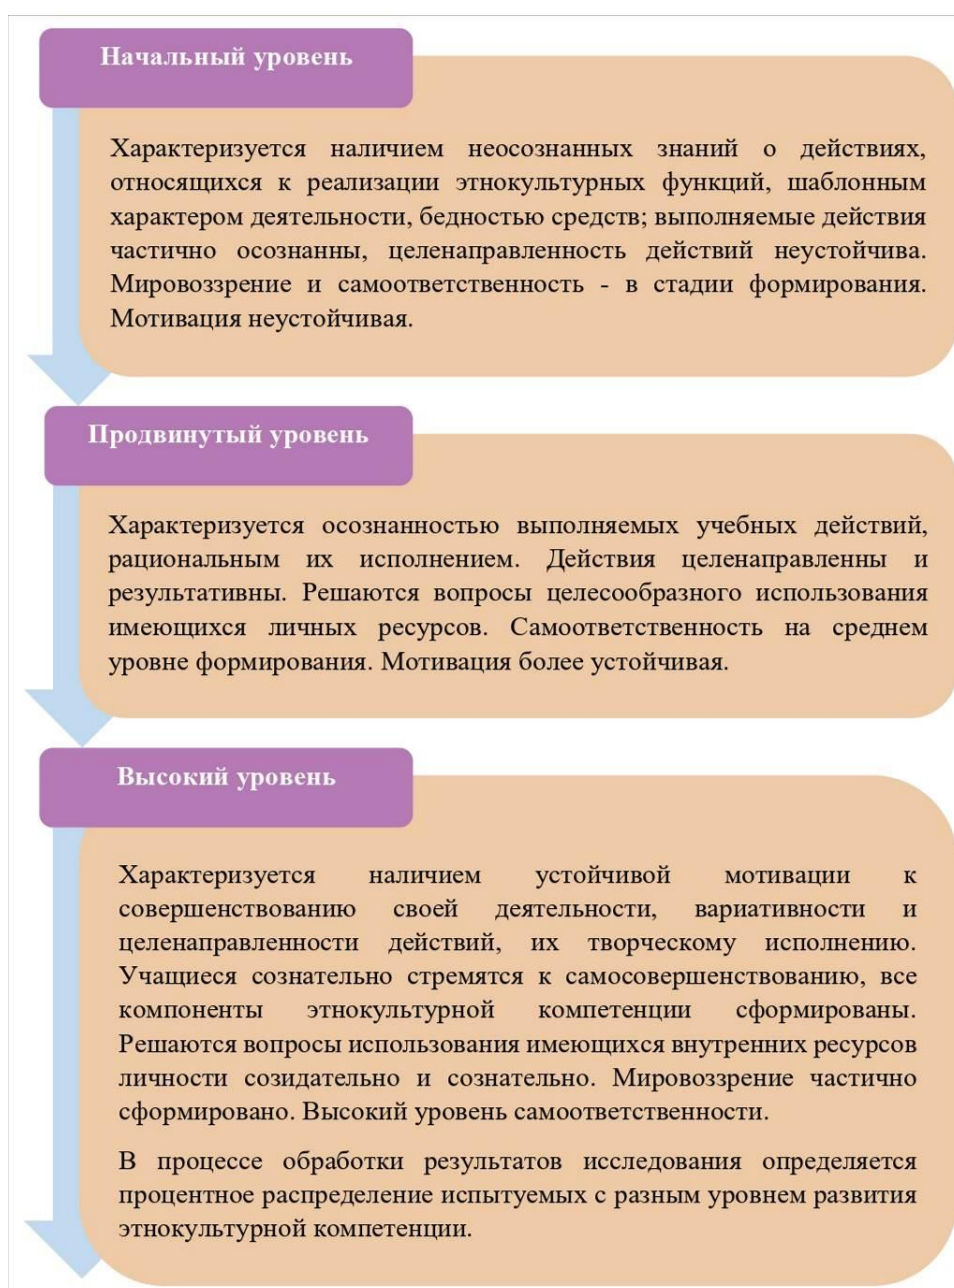 Начальный уровень
Характеризуется наличием неосознанных знаний о действиях,
относящихся к реализации этнокультурных функций, шаблонным
характером деятельности, бедностью средств; выполняемые действия
частично осознанны, целенаправленность действий неустойчива.
Мировоззрение и самоответственность - в стадии формирования.
Мотивация неустойчивая.
Продвинутый уровень
Характеризуется осознанностью выполняемых учебных действий,
рациональным их исполнением. Действия целенаправленны и
результативны. Решаются вопросы целесообразного использования
имеющихся личных ресурсов. Самоответственность на среднем
уровне формирования. Мотивация более устойчивая.
Высокий уровень
Характеризуется наличием устойчивой мотивации к
совершенствованию своей деятельности, вариативности и
целенаправленности действий, их творческому исполнению.
Учащиеся сознательно стремятся к самосовершенствованию, все
компоненты этнокультурной компетенции сформированы.
Решаются вопросы использования имеющихся внутренних ресурсов
личности созидательно и сознательно. Мировоззрение частично
сформировано. Высокий уровень самоответственности.
В процессе обработки результатов исследования определяется
процентное распределение испытуемых с разным уровнем развития
этнокультурной компетенции.